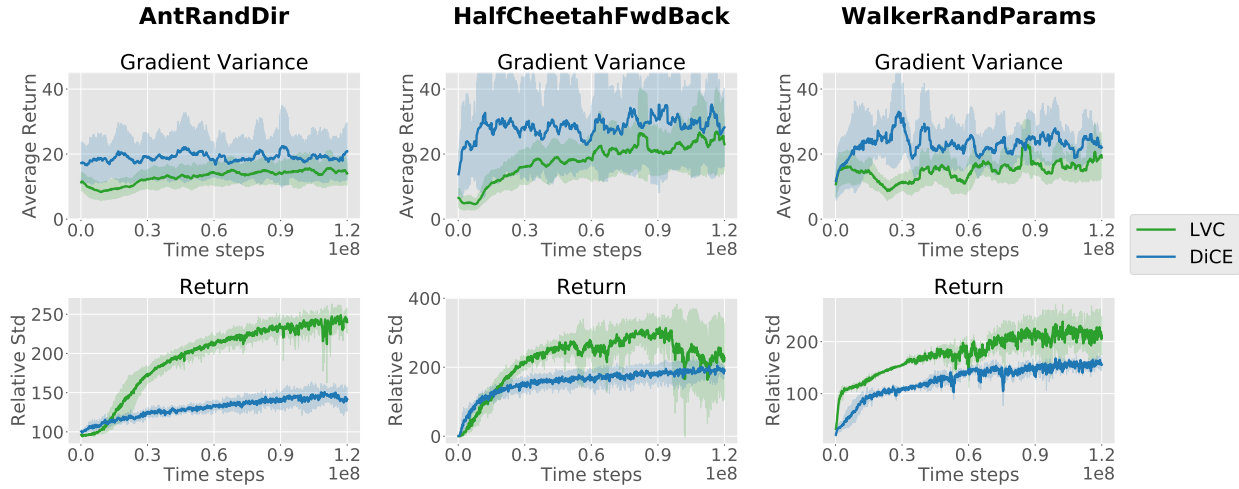 AntRandDir HalfCheetahFwdBack WalkerRandParams
Gradient Variance Gradient Variance Gradient Variance
Average Return Average Return Average Return
40 40 40
20 20 20
0 0 0
0.0 0.3 0.6 0.9 1.2 0.0 0.3 0.6 0.9 1.2 0.0 0.3 0.6 0.9 1.2
Time steps 1e8 Time steps 1e8 Time steps 1e8
LVC
DiCE
Return Return Return
Relative Std Relative Std Relative Std
250 400
200 200
200
150 100
100 0
0.0 0.3 0.6 0.9 1.2 0.0 0.3 0.6 0.9 1.2 0.0 0.3 0.6 0.9 1.2
Time steps 1e8 Time steps 1e8 Time steps 1e8